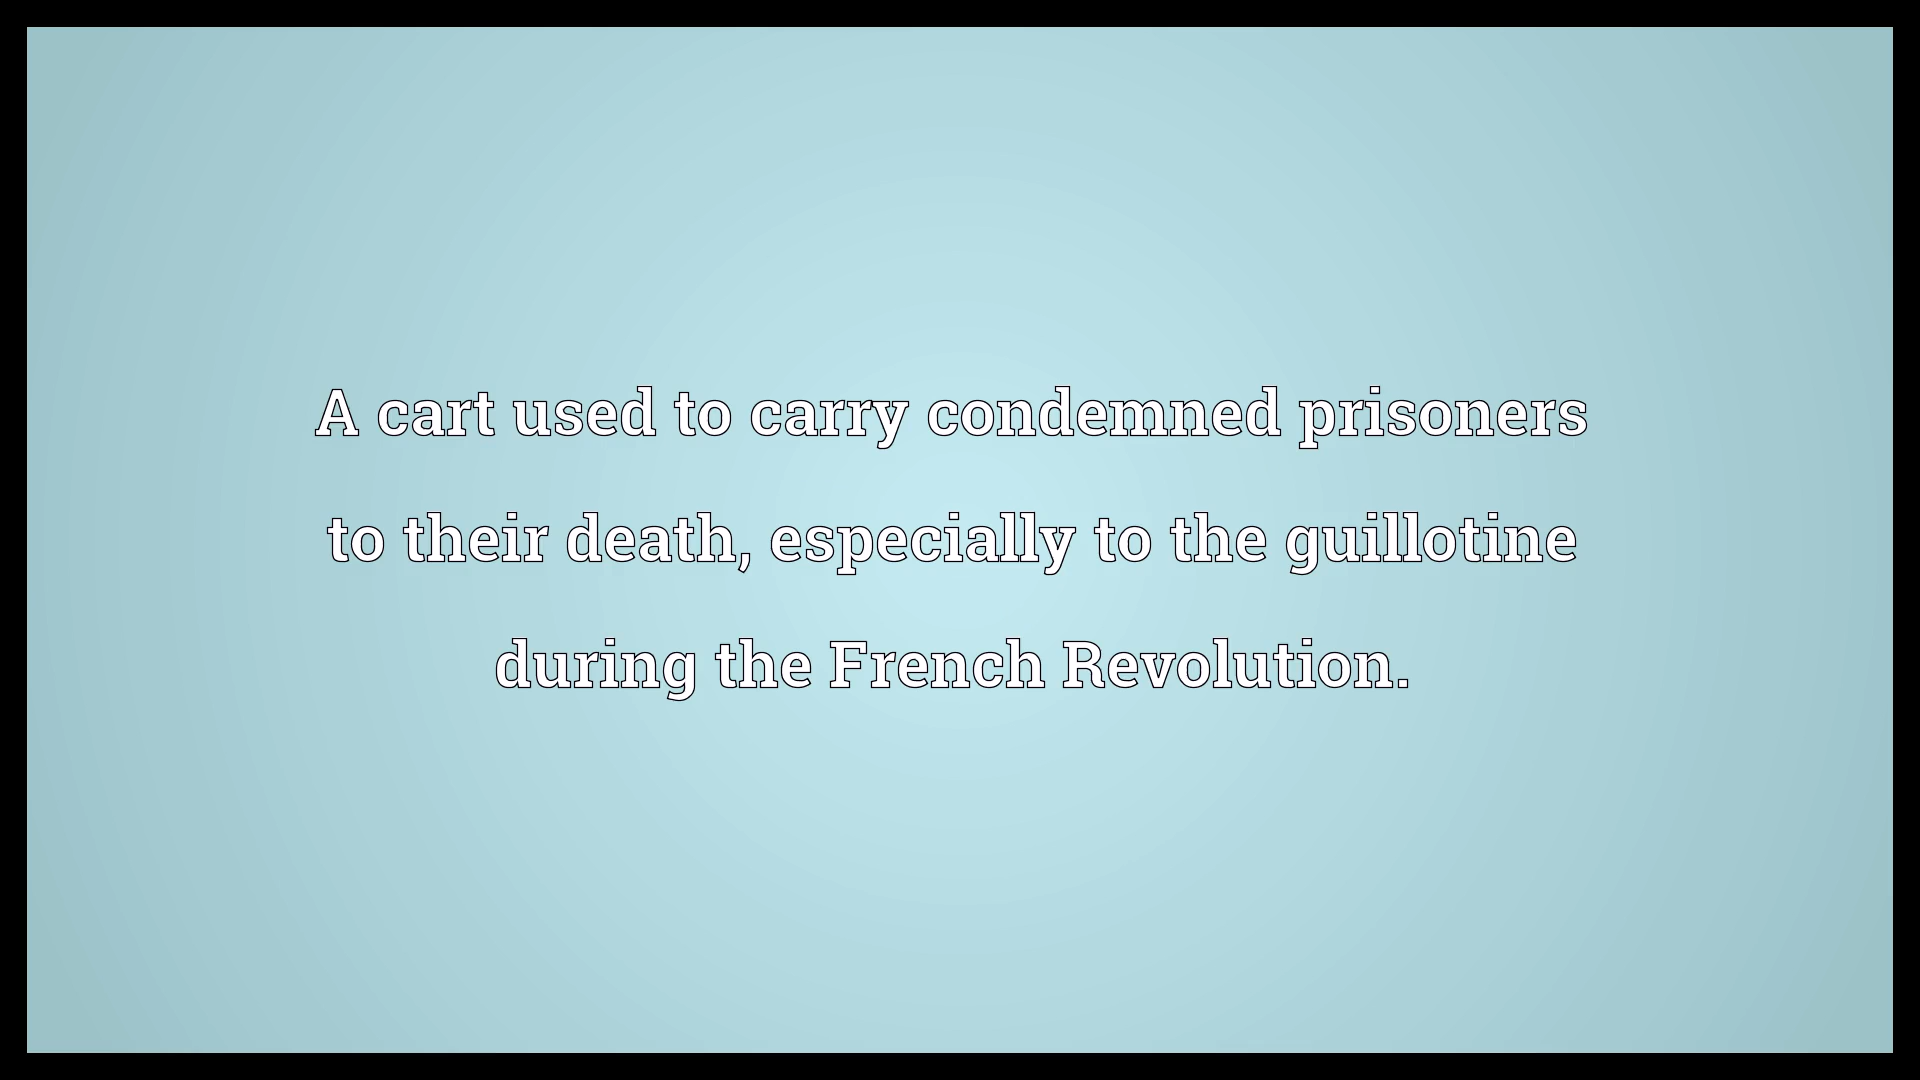 A cart used to carry condemned prisoners
to their death, especially to the guillotine
during the French Revolution.